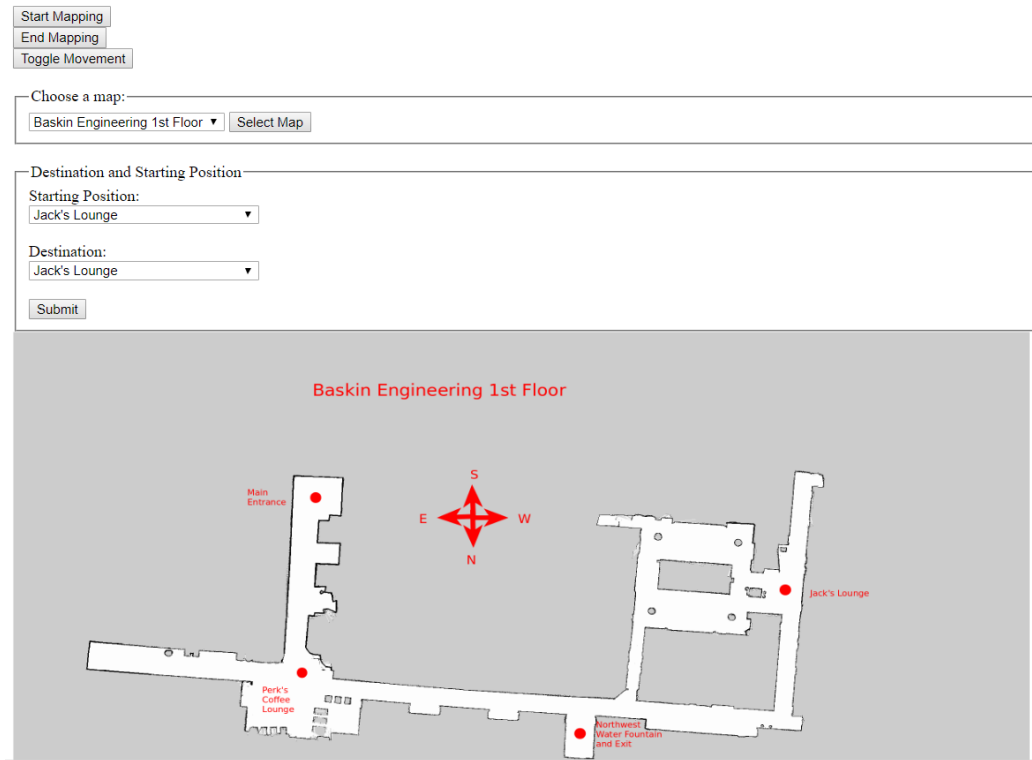 Start Mapping
End Mapping
Toggle Movement
Choose a map:
Baskin Engineering 1st Floor Select Map
Destination and Starting Position
Starting Position:
Jack's Lounge
Destination:
Jack's Lounge
Submit
Baskin Engineering 1st Floor
S
Main
Entrance
E W
N
Jack's Lounge
Perk's
Coffee
Lounge
Northwest
Water Fountain
and Exit